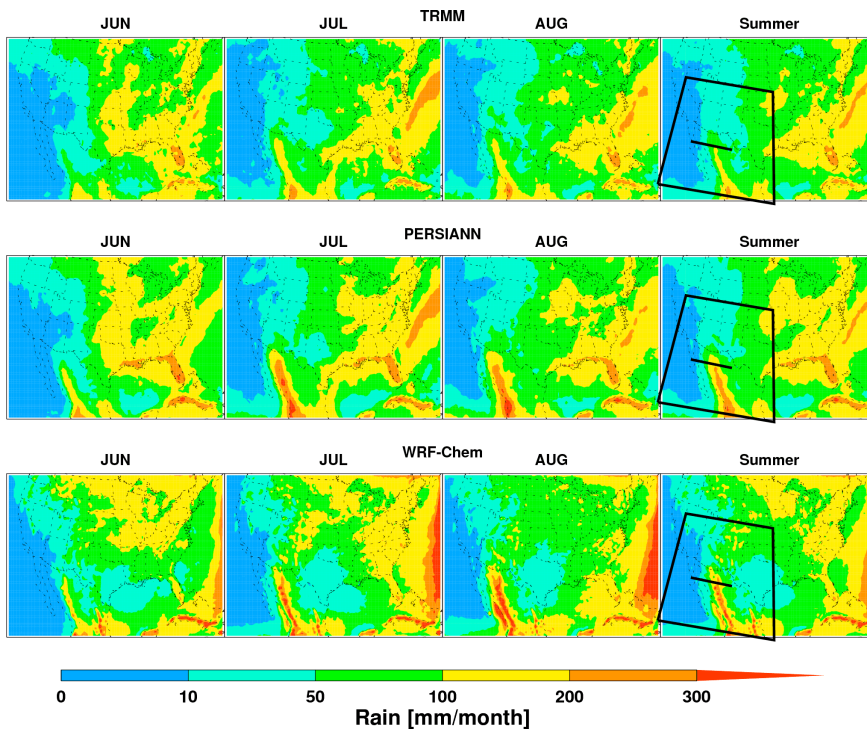 TRMM
JUN JUL AUG Summer
PERSIANN
JUN JUL AUG Summer
WRF-Chem
JUN JUL AUG Summer
0 10 50 100 200 300
Rain [mm/month]